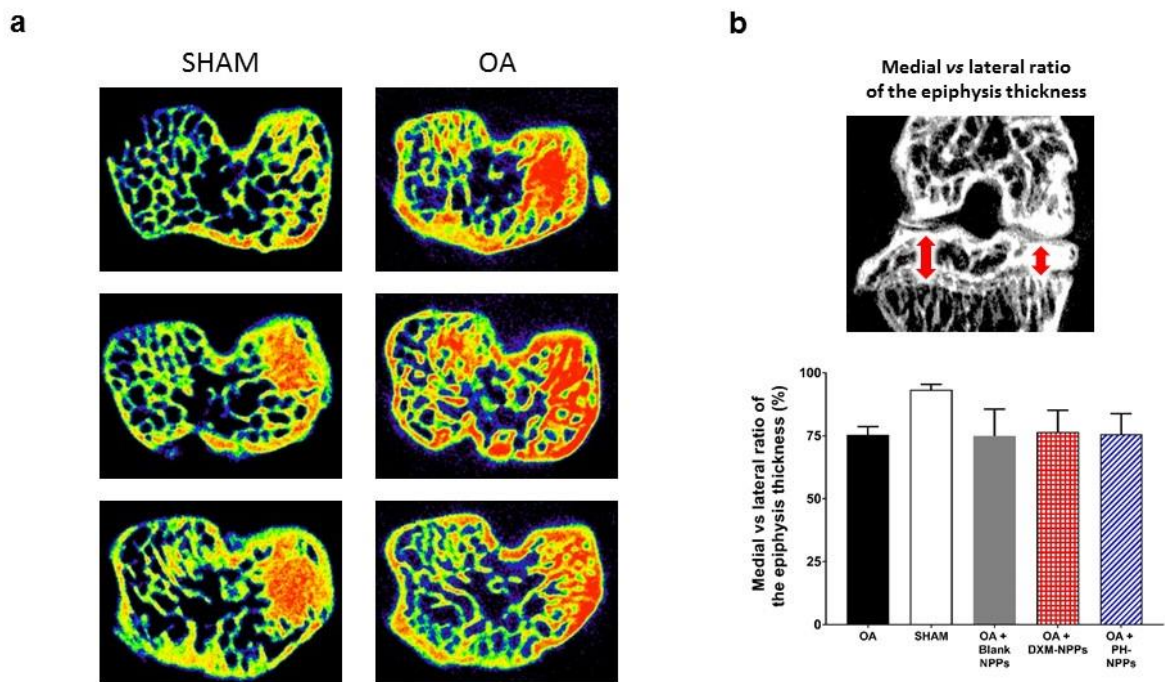 a
SHAM
OA
b
Medial vs lateral ratio
of the epiphysis thickness
Medial vs lateral ratio of
the epiphysis thickness (%)
100
75
50
25
0
OA
SHAM
OA +
Blank
NPPs
OA +
DXM-NPPs
OA +
PH-
NPPs